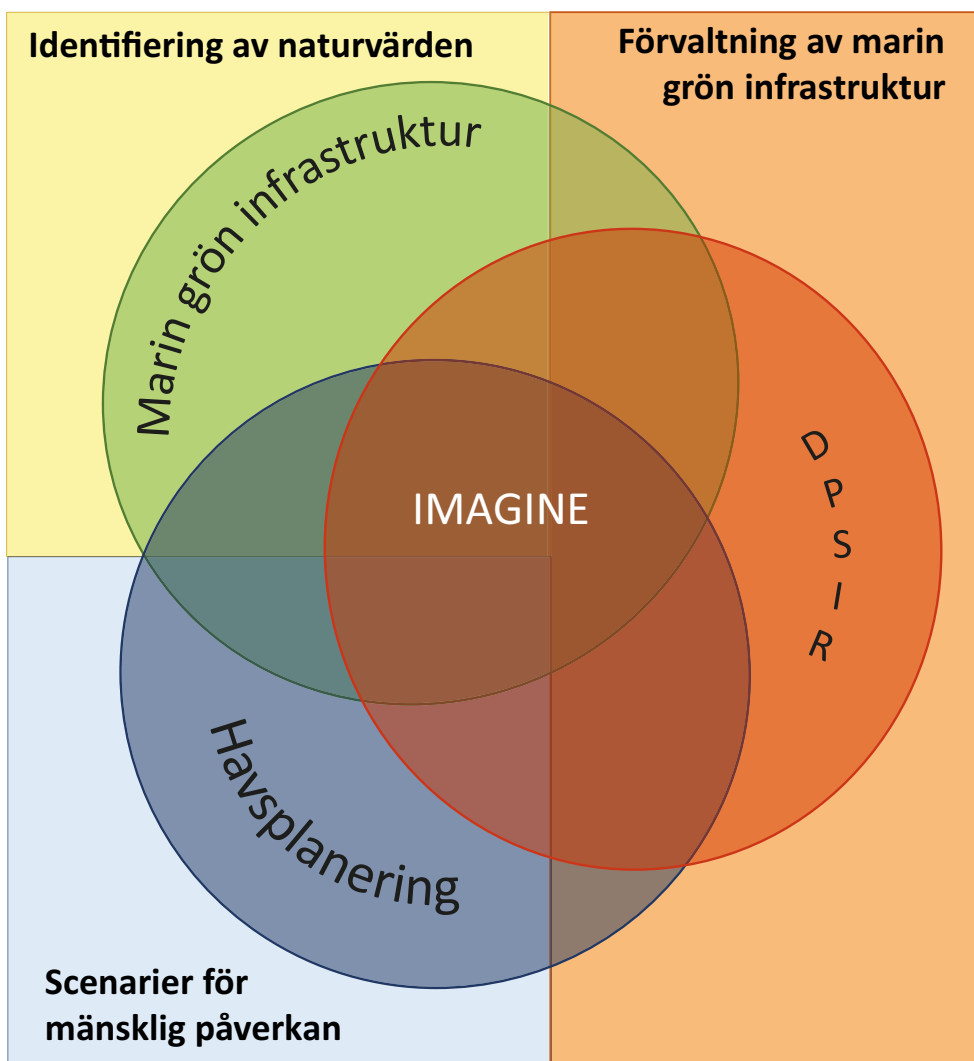 Identifiering av naturvärden
Förvaltning av marin
grön infrastruktur
Marin grön infrastruktur
IMAGINE
DPSIR
Havsplanering
Scenarier för
mänsklig påverkan